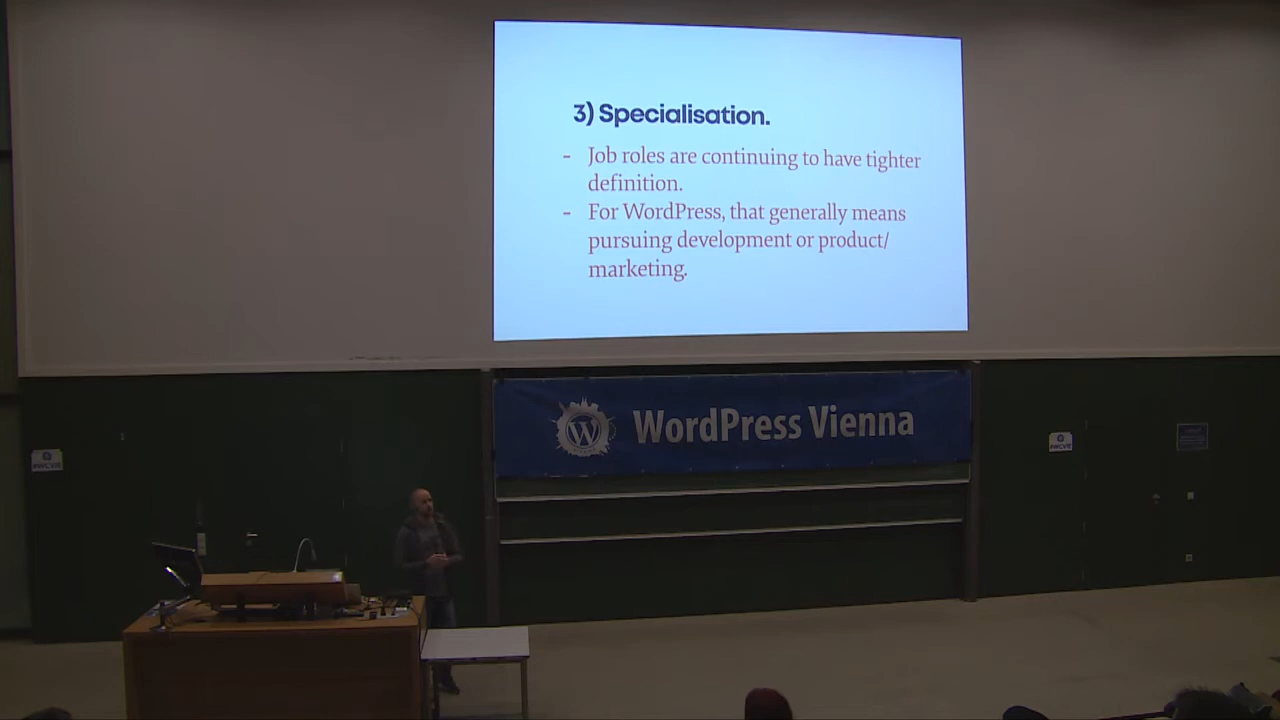 3) Specialisation.
- Job roles are continuing to have tighter
definition.
- For WordPress, that generally means
pursuing development or product/
marketing.
WordPress Vienna